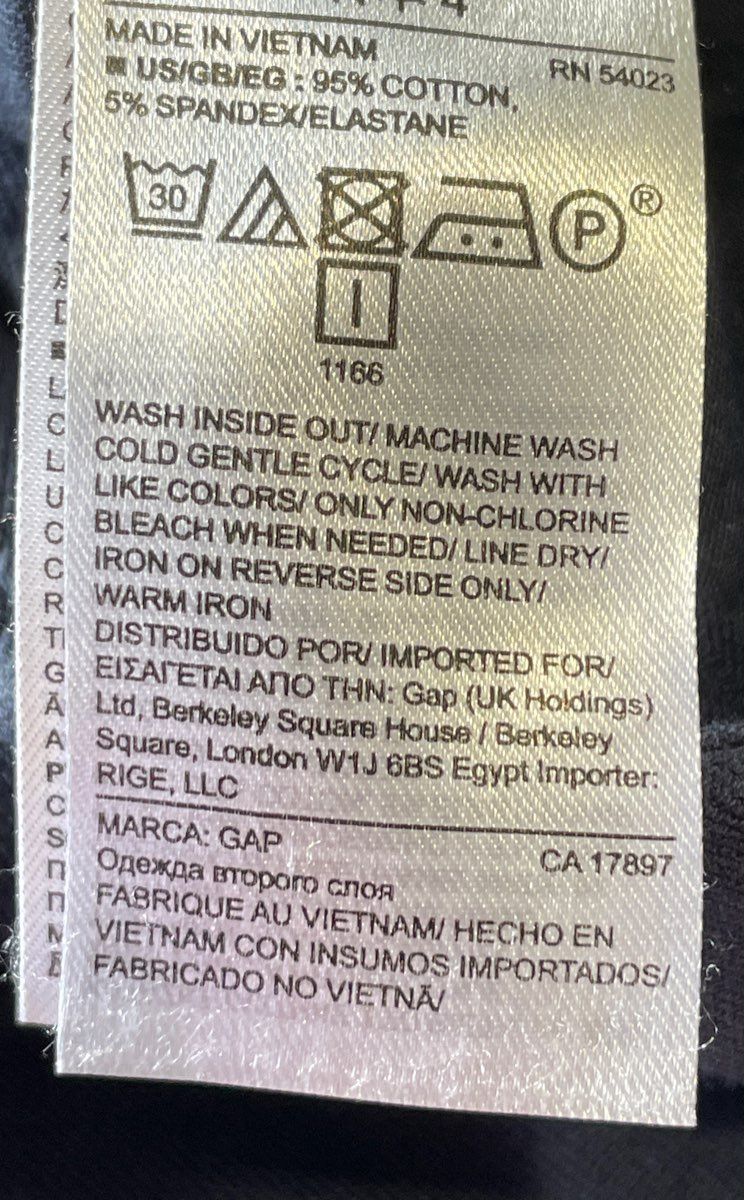 MADE IN VIETNAM
RN 54023
US/GB/EG : 95% COTTON,
5% SPANDEX/ELASTANE
30
P ®
1166
WASH INSIDE OUT/ MACHINE WASH
COLD GENTLE CYCLE/ WASH WITH
LIKE COLORS/ ONLY NON-CHLORINE
BLEACH WHEN NEEDED/ LINE DRY/
IRON ON REVERSE SIDE ONLY/
WARM IRON
DISTRIBUIDO POR/ IMPORTED FOR/
ΕΙΣΑΓΕΤΑΙ ΑΠΟ ΤΗΝ: Gap (UK Holdings)
Ltd, Berkeley Square House / Berkeley
Square, London W1J 6BS Egypt Importer:
RIGE, LLC
MARCA: GAP
CA 17897
Одежда второго слоя
FABRIQUE AU VIETNAM/ HECHO EN
VIETNAM CON INSUMOS IMPORTADOS/
FABRICADO NO VIETNÃ/